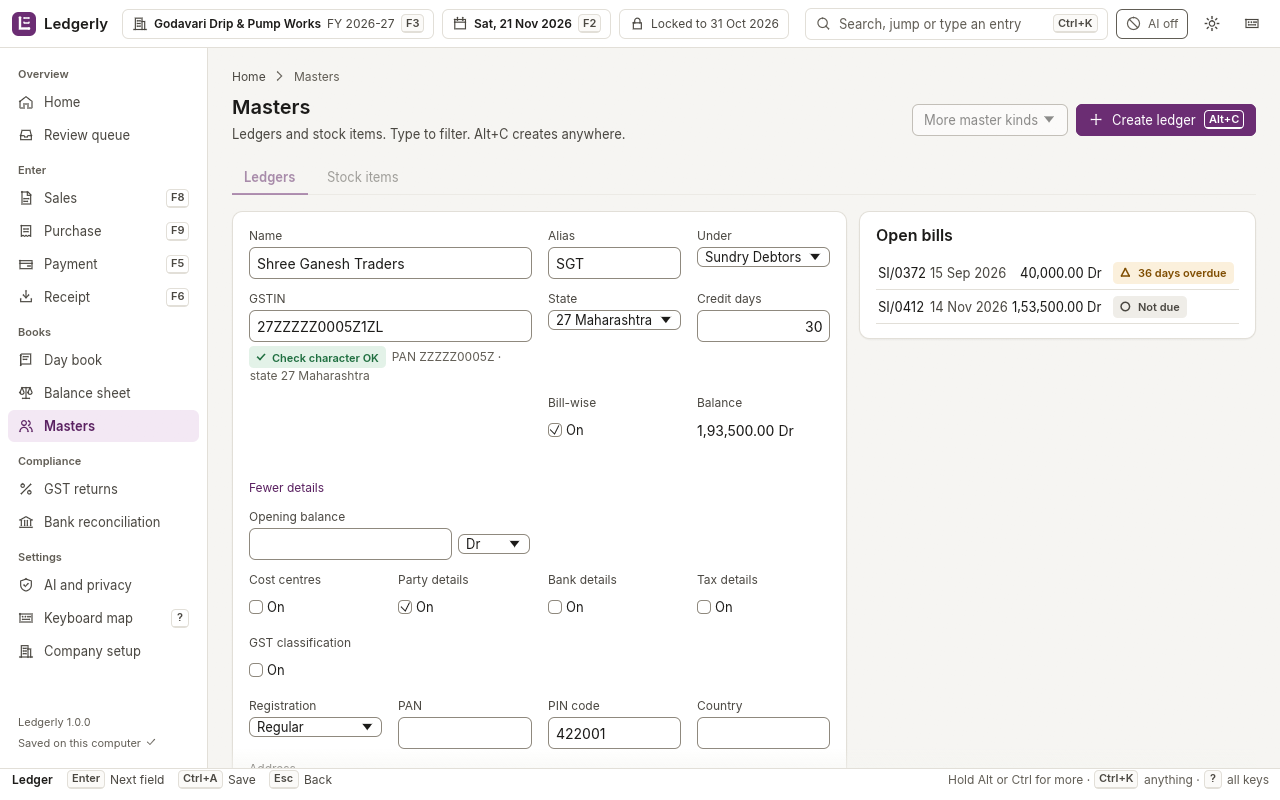 Ledgerly
Godavari Drip & Pump Works FY 2026-27 F3
Sat, 21 Nov 2026 F2
Locked to 31 Oct 2026
Search, jump or type an entry Ctrl+K
AI off
Overview
Home
Review queue
Enter
Sales F8
Purchase F9
Payment F5
Receipt F6
Books
Day book
Balance sheet
Masters
Compliance
GST returns
Bank reconciliation
Settings
AI and privacy
Keyboard map ?
Company setup
Ledgerly 1.0.0
Saved on this computer
Home > Masters
Masters
Ledgers and stock items. Type to filter. Alt+C creates anywhere.
More master kinds
Create ledger Alt+C
Ledgers Stock items
Name Alias Under
Shree Ganesh Traders SGT Sundry Debtors
GSTIN State Credit days
27ZZZZZ0005Z1ZL 27 Maharashtra 30
Check character OK PAN ZZZZZ0005Z ·
state 27 Maharashtra
Bill-wise Balance
On 1,93,500.00 Dr
Fewer details
Opening balance
Dr
Cost centres Party details Bank details Tax details
On On On On
GST classification
On
Registration PAN PIN code Country
Regular 422001
Address
Open bills
SI/0372 15 Sep 2026 40,000.00 Dr 36 days overdue
SI/0412 14 Nov 2026 1,53,500.00 Dr Not due
Ledger Enter Next field Ctrl+A Save Esc Back
Hold Alt or Ctrl for more · Ctrl+K anything · ? all keys